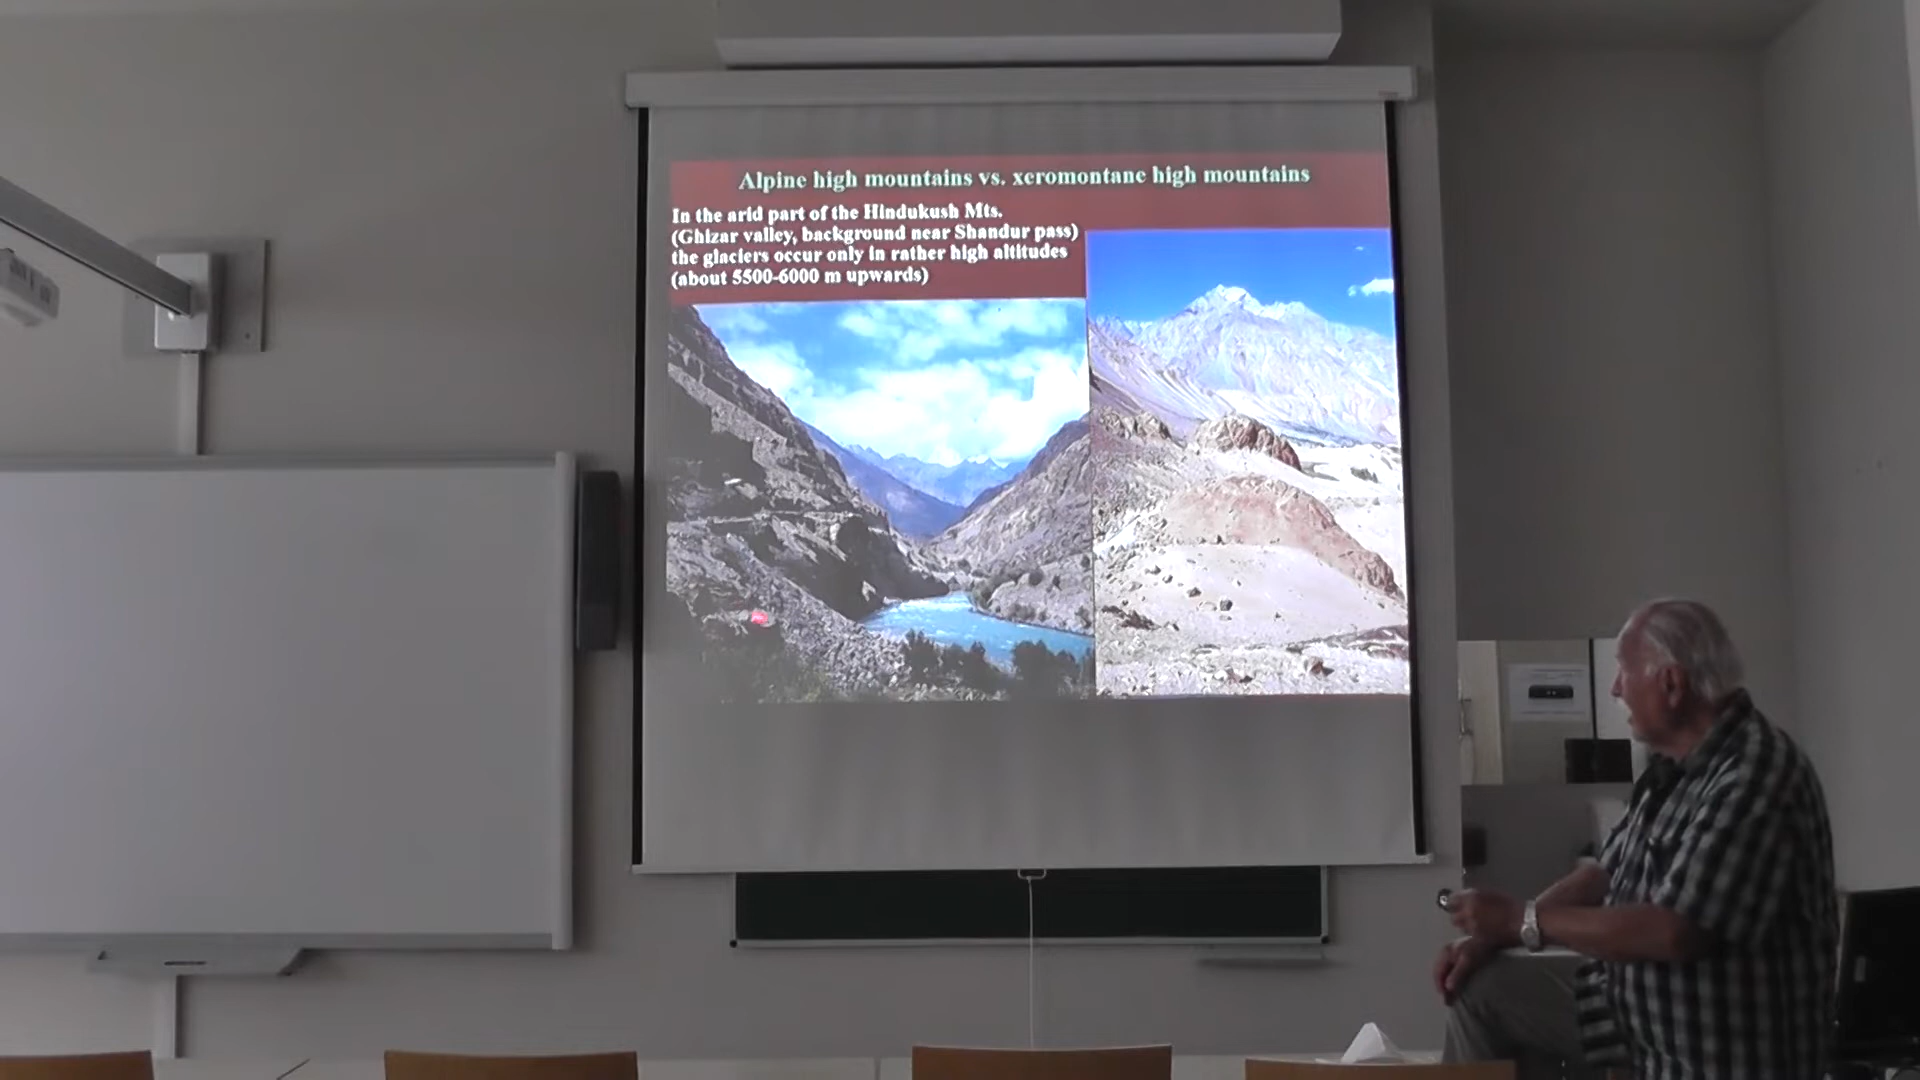 Alpine high mountains vs. xeromontane high mountains
In the arid part of the Hindukush Mts.
(Ghizar valley, background near Shandur pass)
the glaciers occur only in rather high altitudes
(about 5500-6000 m upwards)